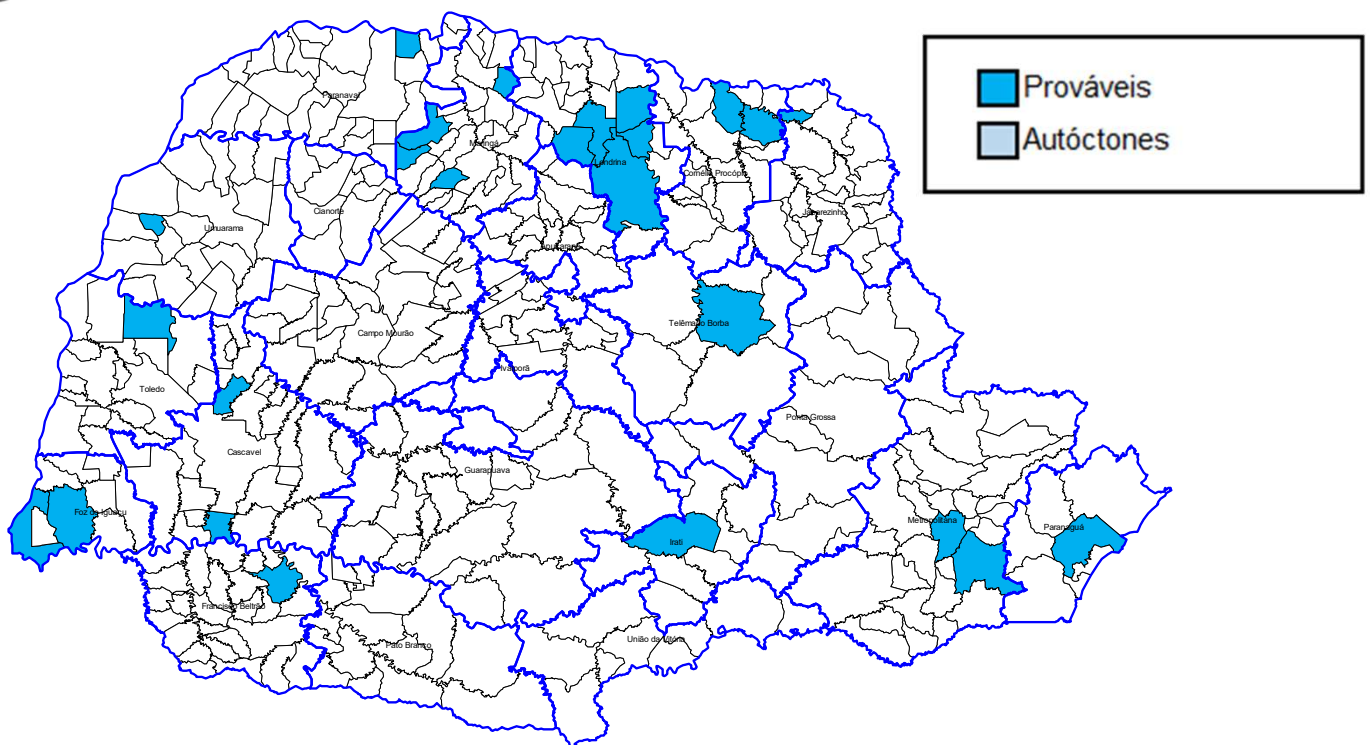 Prováveis
Autóctones
Paranavaí
Maringá
Londrina
Cornélio Procópio
Jacarezinho
Cianorte
Umuarama
Apucarana
Campo Mourão
Telêmaco Borba
Ivaiporã
Toledo
Ponta Grossa
Cascavel
Guarapuava
Foz do Iguaçu
Metropolitana
Paranaguá
Irati
Francisco Beltrão
União da Vitória
Pato Branco